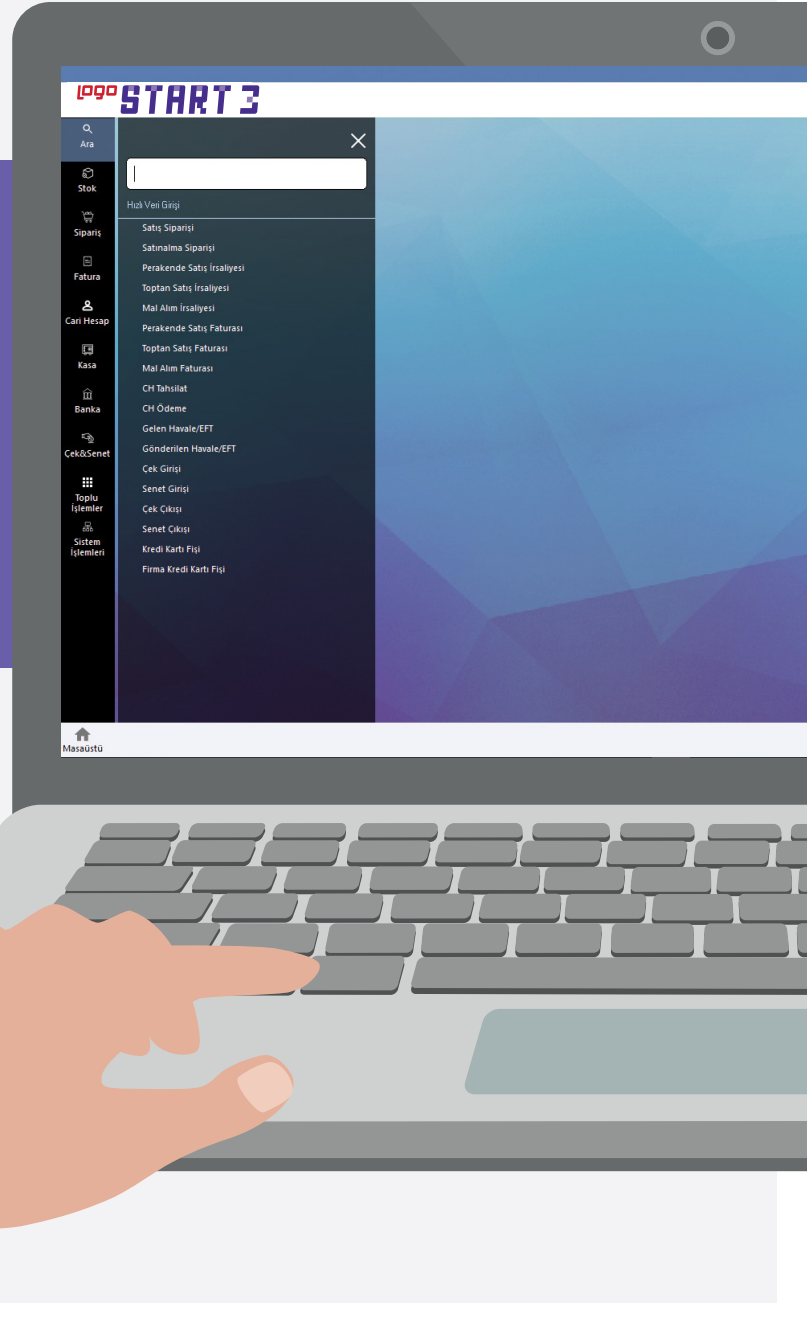 LOGO START 3
Ara
Stok
Sipariş
Fatura
Cari Hesap
Kasa
Banka
Çek&Senet
Toplu
İşlemler
Sistem
İşlemleri
Hızlı Veri Girişi
Satış Siparişi
Satınalma Siparişi
Perakende Satış İrsaliyesi
Toptan Satış İrsaliyesi
Mal Alım İrsaliyesi
Perakende Satış Faturası
Toptan Satış Faturası
Mal Alım Faturası
CH Tahsilat
CH Ödeme
Gelen Havale/EFT
Gönderilen Havale/EFT
Çek Girişi
Senet Girişi
Çek Çıkışı
Senet Çıkışı
Kredi Kartı Fişi
Firma Kredi Kartı Fişi
Masaüstü